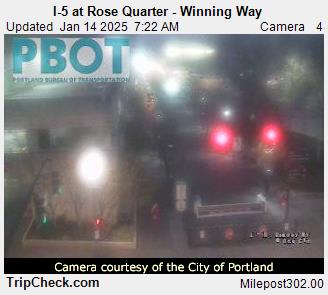 I-5 at Rose Quarter - Winning Way
Updated Jan 14 2025 7:22 AM Camera 4
PBOT
PORTLAND BUREAU OF TRANSPORTATION
Camera courtesy of the City of Portland
TripCheck.com Milepost302.00